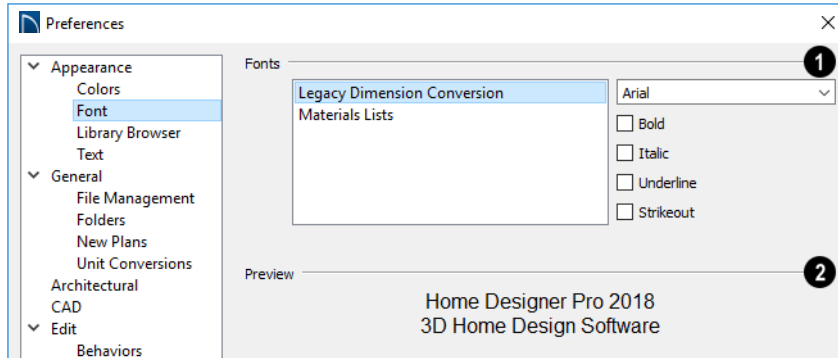 Preferences
Appearance
Colors
Font
Library Browser
Text
General
File Management
Folders
New Plans
Unit Conversions
Architectural
CAD
Edit
Behaviors
Fonts
1
Legacy Dimension Conversion
Materials Lists
Arial
Bold
Italic
Underline
Strikeout
Preview
2
Home Designer Pro 2018
3D Home Design Software